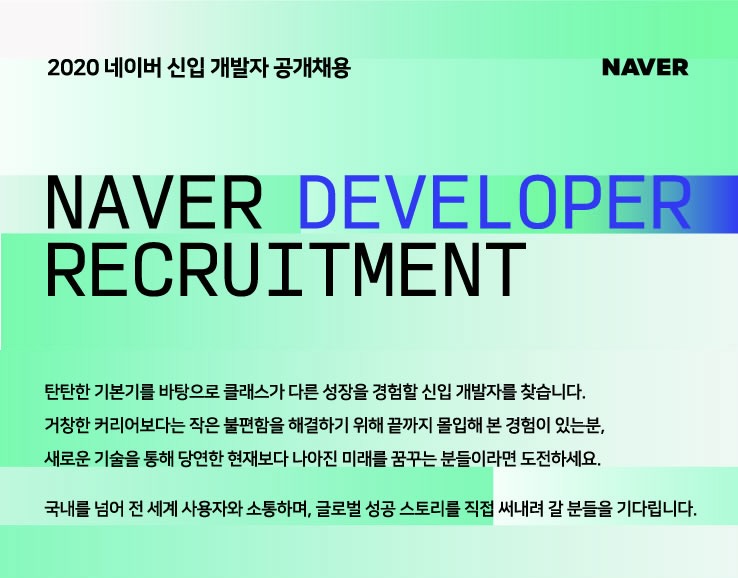 2020 네이버 신입 개발자 공개채용
NAVER
NAVER DEVELOPER
RECRUITMENT
탄탄한 기본기를 바탕으로 클래스가 다른 성장을 경험할 신입 개발자를 찾습니다.
거창한 커리어보다는 작은 불편함을 해결하기 위해 끝까지 몰입해 본 경험이 있는분,
새로운 기술을 통해 당연한 현재보다 나아진 미래를 꿈꾸는 분들이라면 도전하세요.
국내를 넘어 전 세계 사용자와 소통하며, 글로벌 성공 스토리를 직접 써내려 갈 분들을 기다립니다.